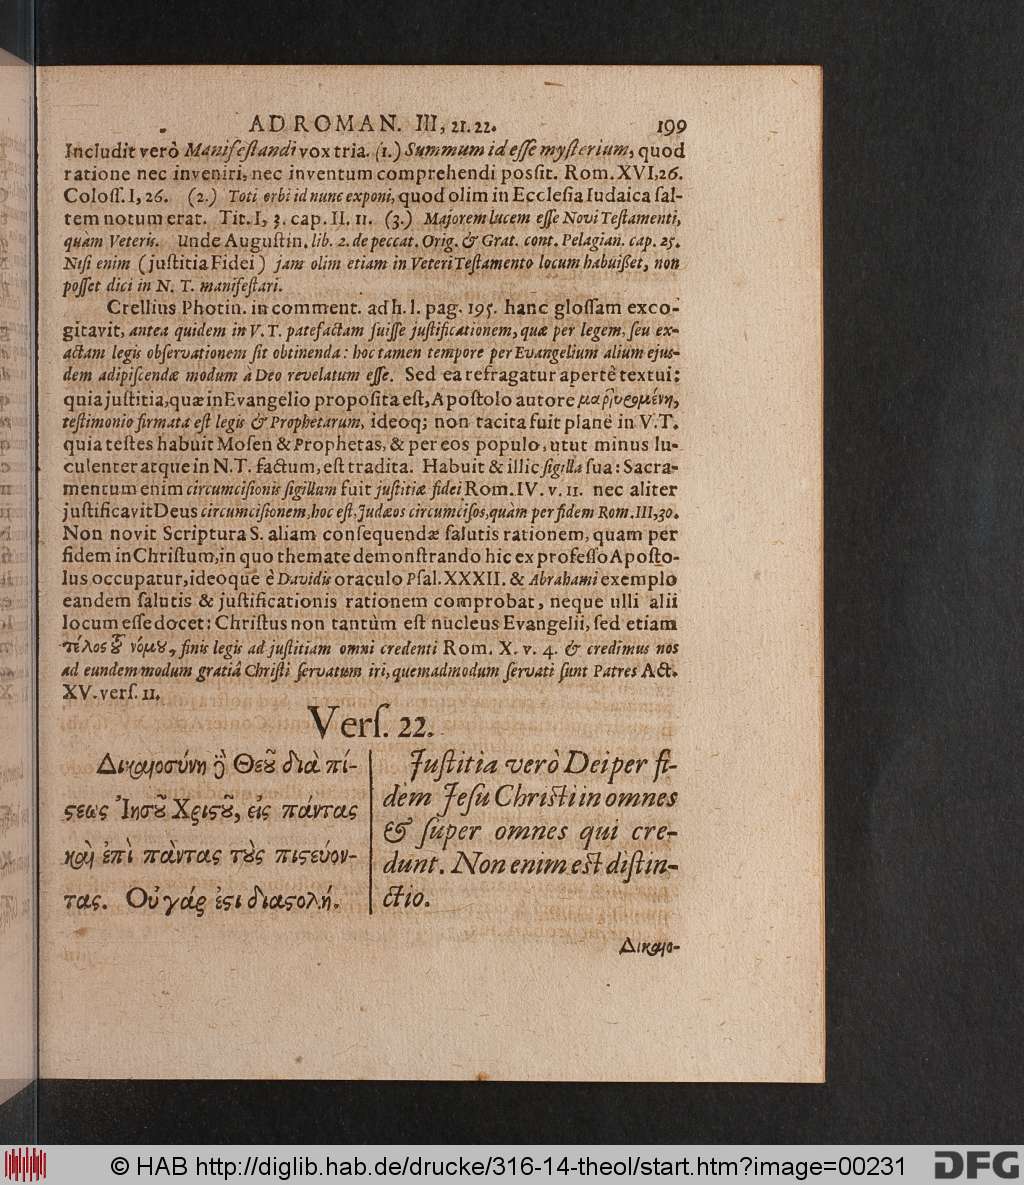 AD ROMAN. III, 21. 22. 199
Includit verò Manifeſtandi vox tria. (1.) Summum id eſſe myſterium, quod
ratione nec inveniri, nec inventum comprehendi posſit. Rom. XVI, 26.
Coloſſ. I, 26. (2.) Toti orbi id nunc exponi, quod olim in Eccleſia Iudaica ſal-
tem notum erat. Tit. I, 3. cap. II. 11. (3.) Majorem lucem eſſe Novi Teſtamenti,
quàm Veteris. Unde Auguſtin. lib. 2. de peccat. Orig. & Grat. cont. Pelagian. cap. 25.
Niſi enim (juſtitia Fidei) jam olim etiam in Veteri Teſtamento locum habuiſſet, non
poſſet dici in N. T. manifeſtari.
Crellius Photin. in comment. ad h. l. pag. 195. hanc gloſſam exco-
gitavit, antea quidem in V. T. patefactam fuiſſe juſtificationem, quæ per legem, ſeu ex-
actam legis obſervationem ſit obtinenda: hoc tamen tempore per Evangelium alium ejus-
dem adipiſcendæ modum à Deo revelatum eſſe. Sed ea refragatur apertè textui;
quia juſtitia, quæ in Evangelio propoſita eſt, Apoſtolo autore μαρτυρομένη,
teſtimonio firmata eſt legis & Prophetarum, ideoq; non tacita fuit planè in V. T.
quia teſtes habuit Moſen & Prophetas, & per eos populo, utut minus lu-
culenter atque in N. T. factum, eſt tradita. Habuit & illic ſigilla ſua: Sacra-
mentum enim circumciſionis ſigillum fuit juſtitiæ fidei Rom. IV. v. 11. nec aliter
juſtificavit Deus circumciſionem, hoc eſt, Judæos circumciſos, quàm per fidem Rom. III, 30.
Non novit Scriptura S. aliam conſequendæ ſalutis rationem, quam per
fidem in Chriſtum, in quo themate demonſtrando hic ex profeſſo Apoſto-
lus occupatur, ideoque è Davidis oraculo Pſal. XXXII. & Abrahami exemplo
eandem ſalutis & juſtificationis rationem comprobat, neque ulli alii
locum eſſe docet: Chriſtus non tantùm eſt nucleus Evangelii, ſed etiam
τέλος τȣ͂ νόμȣ, finis legis ad juſtitiam omni credenti Rom. X. v. 4. & credimus nos
ad eundem modum gratiâ Chriſti ſervatum iri, quemadmodum ſervati ſunt Patres Act.
XV. verſ. 11.
Verſ. 22.
Δικαιοσύνη δὲ Θεȣ͂ διὰ πί-
ϛεως Ἰησȣ͂ Χριϛȣ͂, εἰς πάντας
καὶ ἐπὶ πάντας τȣ̀ς πιϛεύον-
τας. Οὐ γάρ ἐϛι διαϛολή.
Juſtitia verò Dei per fi-
dem Jeſu Chriſti in omnes
& ſuper omnes qui cre-
dunt. Non enim eſt diſtin-
ctio.
Δικαιο-
© HAB http://diglib.hab.de/drucke/316-14-theol/start.htm?image=00231
DFG